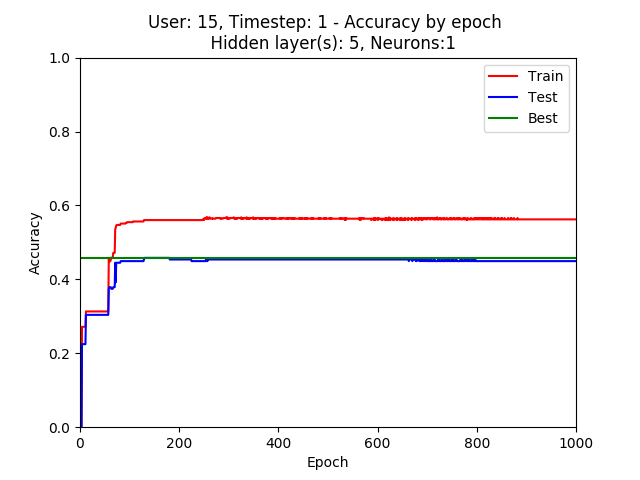 User: 15, Timestep: 1 - Accuracy by epoch
Hidden layer(s): 5, Neurons:1
Train
Test
Best
1.0
0.8
0.6
0.4
0.2
0.0
Accuracy
0 200 400 600 800 1000
Epoch